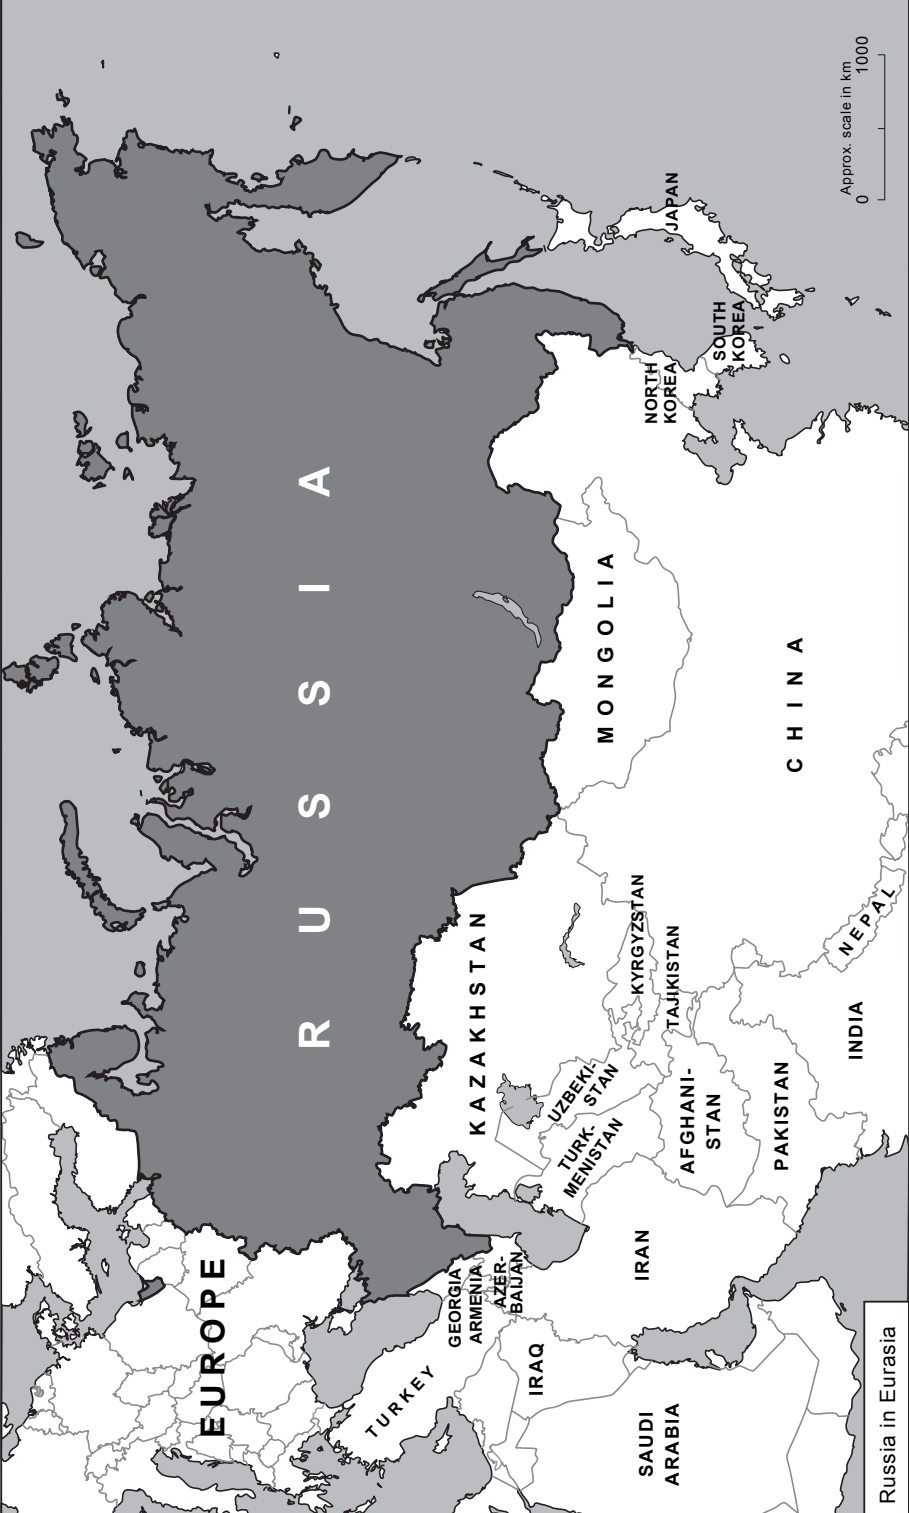 R U S S I A
EUROPE
KAZAKHSTAN
MONGOLIA
CHINA
GEORGIA
ARMENIA
AZER-
BAIJAN
TURKEY
IRAQ
SAUDI
ARABIA
IRAN
TURK-
MENISTAN
UZBEKI-
STAN
AFGHANI-
STAN
PAKISTAN
KYRGYZSTAN
TAJIKISTAN
INDIA
NEPAL
NORTH
KOREA
SOUTH
KOREA
JAPAN
Approx. scale in km
0 1000
Russia in Eurasia